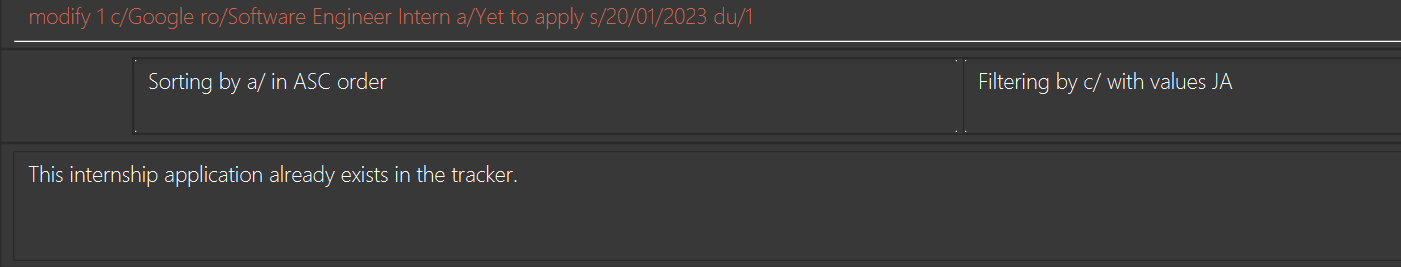 modify 1 c/Google ro/Software Engineer Intern a/Yet to apply s/20/01/2023 du/1
Sorting by a/ in ASC order
Filtering by c/ with values JA
This internship application already exists in the tracker.